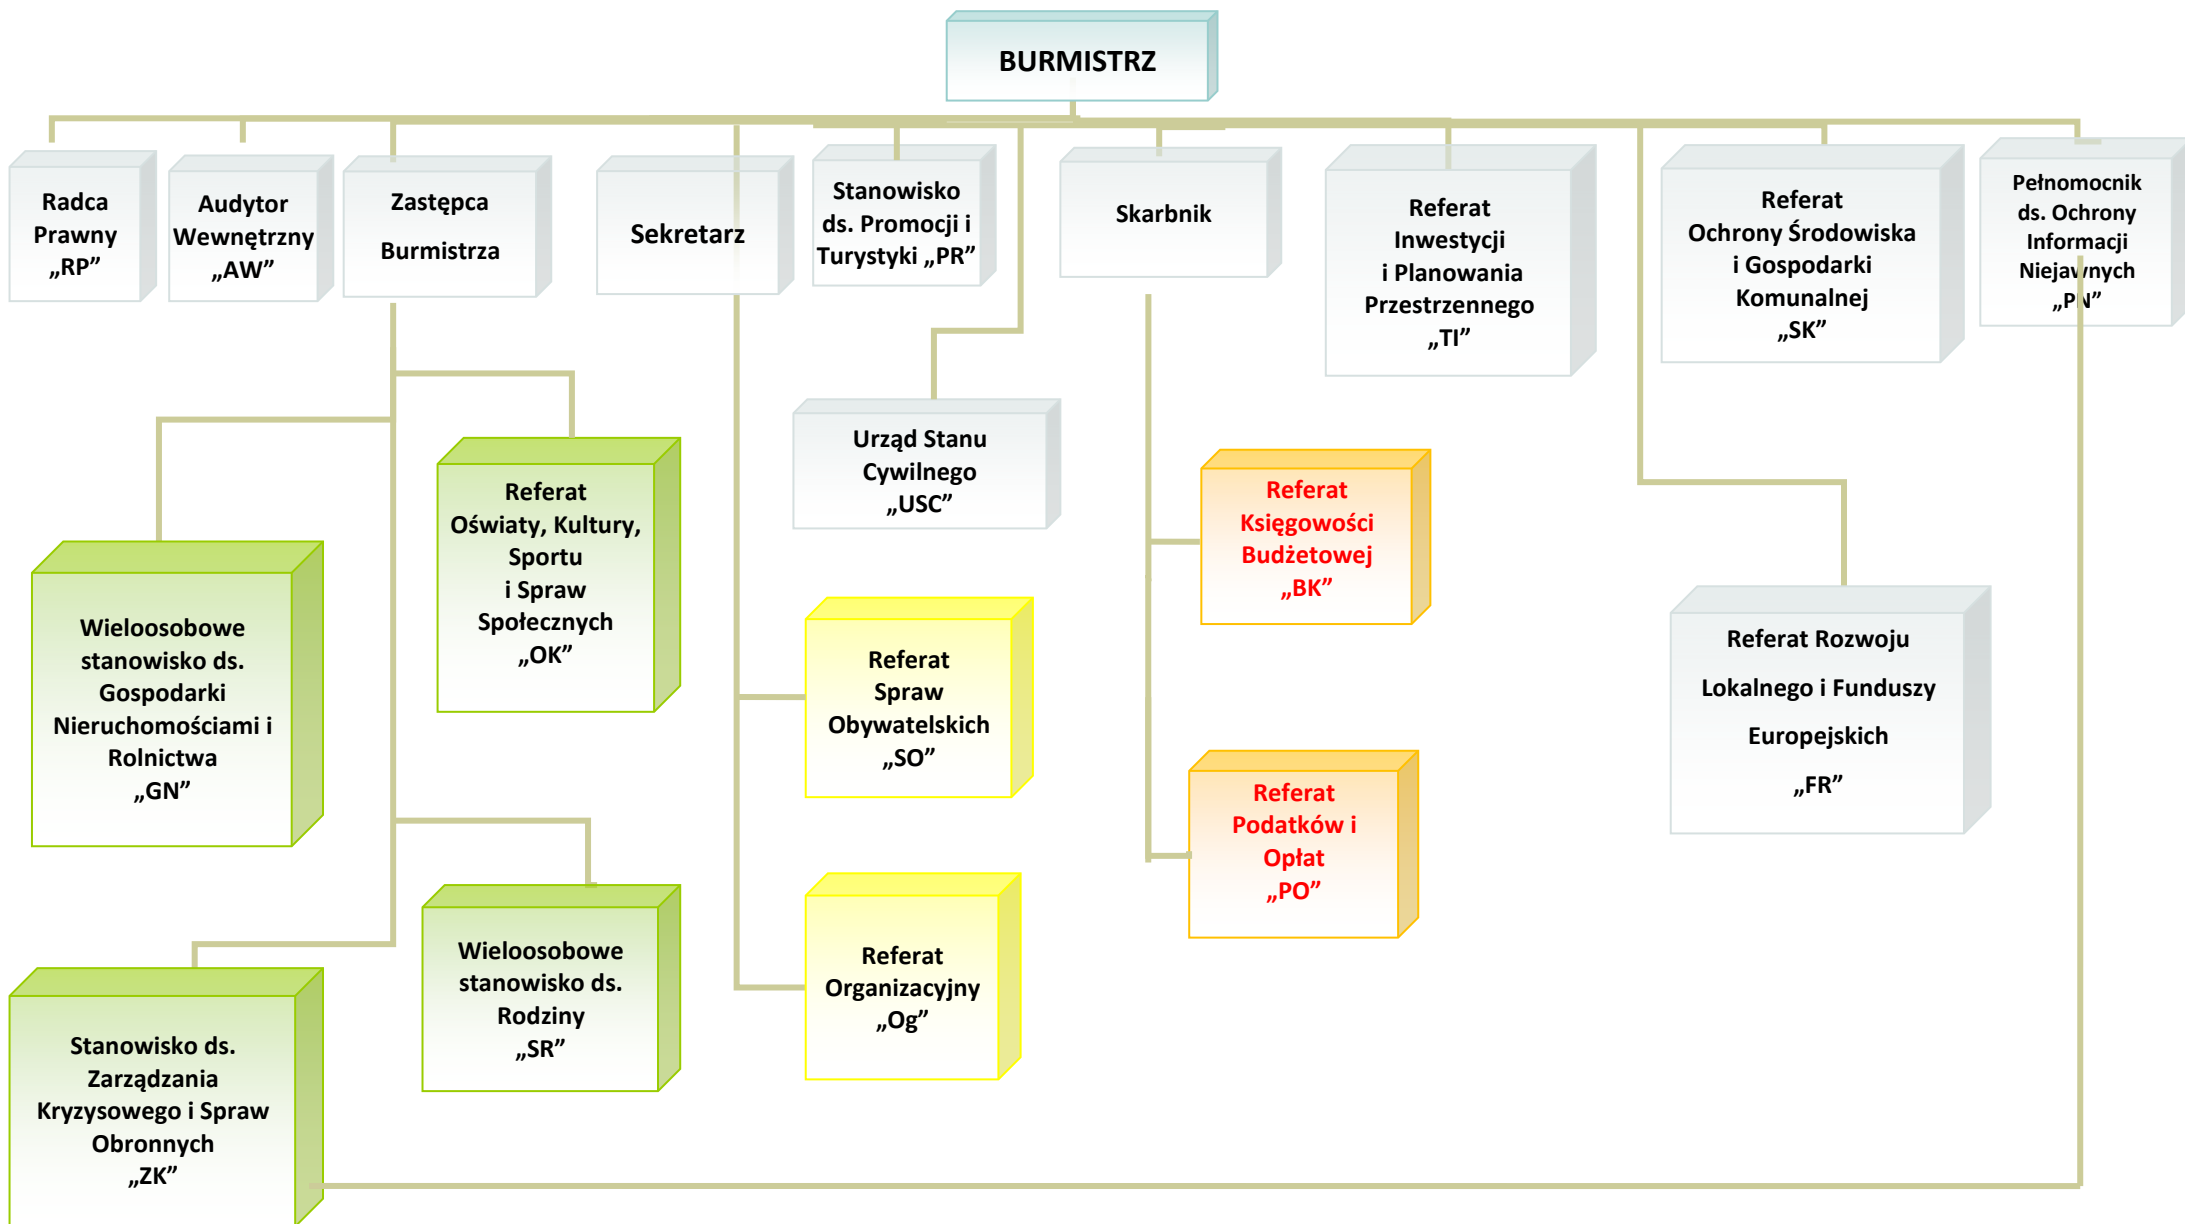 BURMISTRZ
Radca
Prawny
„RP”
Audytor
Wewnętrzny
„AW”
Zastępca
Burmistrza
Sekretarz
Stanowisko
ds. Promocji i
Turystyki „PR”
Skarbnik
Referat
Inwestycji
i Planowania
Przestrzennego
„TI”
Referat
Ochrony Środowiska
i Gospodarki
Komunalnej
„SK”
Pełnomocnik
ds. Ochrony
Informacji
Niejawnych
„PN”
Urząd Stanu
Cywilnego
„USC”
Referat
Oświaty, Kultury,
Sportu
i Spraw
Społecznych
„OK”
Referat
Księgowości
Budżetowej
„BK”
Wieloosobowe
stanowisko ds.
Gospodarki
Nieruchomościami i
Rolnictwa
„GN”
Referat
Spraw
Obywatelskich
„SO”
Referat Rozwoju
Lokalnego i Funduszy
Europejskich
„FR”
Referat
Podatków i
Opłat
„PO”
Wieloosobowe
stanowisko ds.
Rodziny
„SR”
Referat
Organizacyjny
„Og”
Stanowisko ds.
Zarządzania
Kryzysowego i Spraw
Obronnych
„ZK”